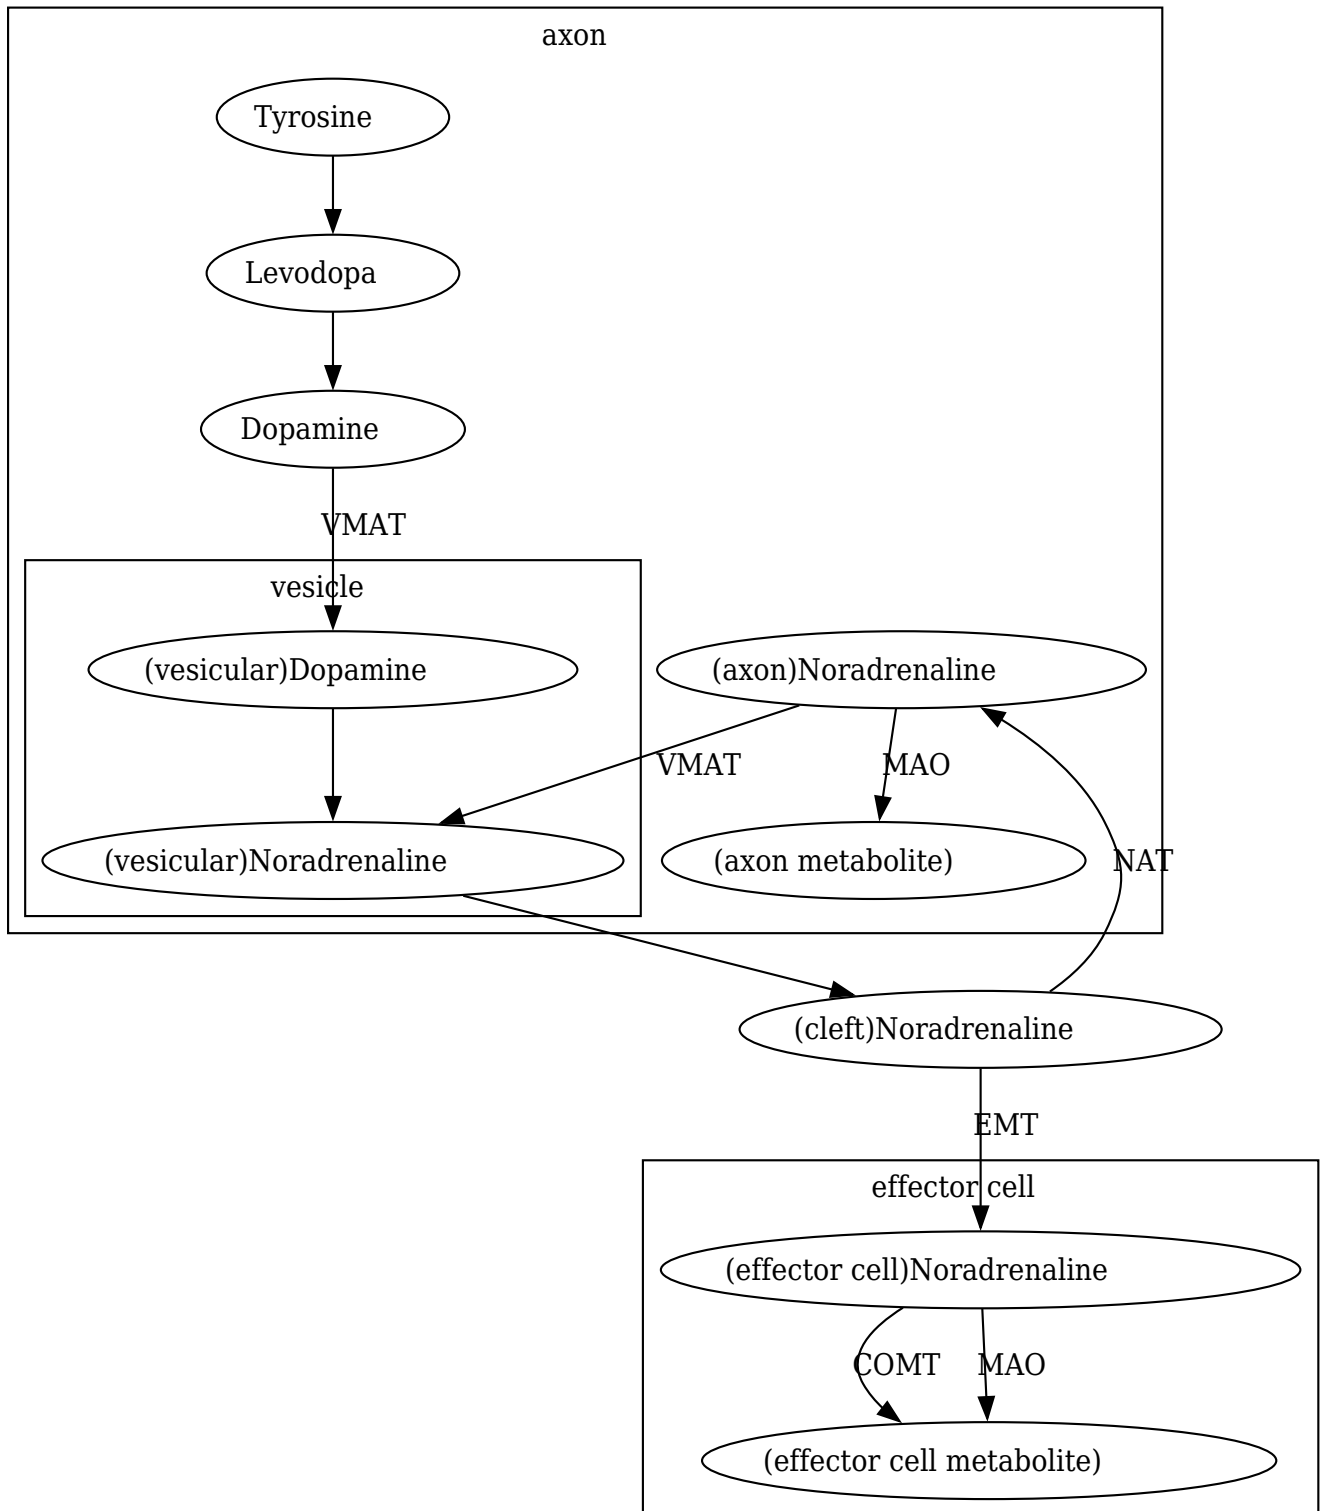 axon
Tyrosine
Levodopa
Dopamine
VMAT
vesicle
(vesicular)Dopamine
(axon)Noradrenaline
VMAT
MAO
(vesicular)Noradrenaline
(axon metabolite)
NAT
(cleft)Noradrenaline
EMT
effector cell
(effector cell)Noradrenaline
COMT
MAO
(effector cell metabolite)